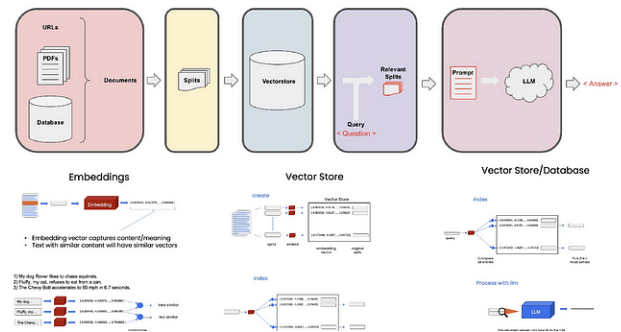 URLs
PDFs
Documents
Database
Splits
Vectorstore
Relevant
Splits
Query
< Question >
Prompt
LLM
< Answer >
Embeddings
Embedding
• Embedding vector captures content/meaning
• Text with similar content will have similar vectors
1) My dog Rover likes to chase squirrels.
2) Fluffy, my cat, refuses to eat from a can.
3) The Chevy Bolt accelerates to 60 mph in 6.7 seconds.
My dog...
Fluffy...
The Chevy...
Very similar
Not similar
compare
Vector Store
create
Vector Store
splits
embed
embedding
vector
original
splits
index
Vector Store/Database
index
query
Compare
all entries
Pick the n
most similar
Process with llm
LLM